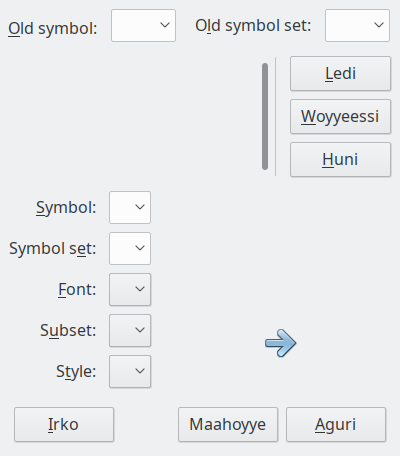 Old symbol: Old symbol set:
Ledi
Woyyeessi
Huni
Symbol:
Symbol set:
Font:
Subset:
Style:
Irko Maahoyye Aguri